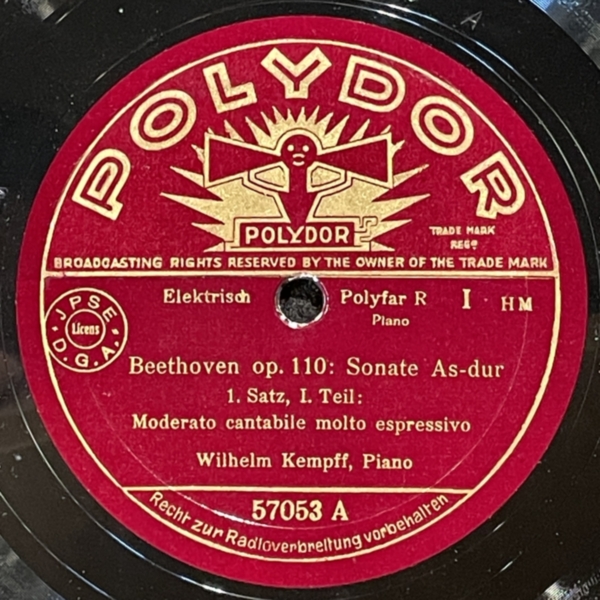 POLYDOR
POLYDOR
TRADE MARK
REGD
BROADCASTING RIGHTS RESERVED BY THE OWNER OF THE TRADE MARK
Elektrisch Polyfar R I HM
Piano
JPSE
Licens
D.G.A.
Beethoven op. 110: Sonate As-dur
1. Satz, I. Teil:
Moderato cantabile molto espressivo
Wilhelm Kempff, Piano
57053 A
Recht zur Radioverbreitung vorbehalten